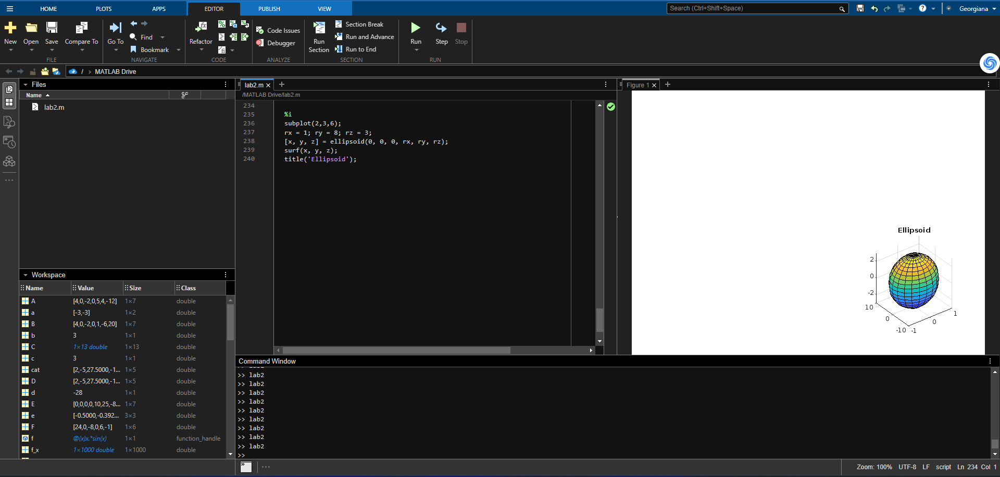 HOME PLOTS APPS EDITOR PUBLISH VIEW Search (Ctrl+Shift+Space) Georgiana
New Open Save Compare To Go To Find Bookmark Refactor Code Issues Debugger Run Section Section Break Run and Advance Run to End Run Step Stop
FILE NAVIGATE CODE ANALYZE SECTION RUN
/ > MATLAB Drive
Files
Name
lab2.m
lab2.m
/MATLAB Drive/lab2.m
234
235 %i
236 subplot(2,3,6);
237 rx = 1; ry = 8; rz = 3;
238 [x, y, z] = ellipsoid(0, 0, 0, rx, ry, rz);
239 surf(x, y, z);
240 title('Ellipsoid');
Figure 1
Ellipsoid
2
0
-2
10
0
-10
-1
0
1
Workspace
Name Value Size Class
A [4,0,-2,0,5,4,-12] 1×7 double
a [-3,-3] 1×2 double
B [4,0,-2,0,1,-6,20] 1×7 double
b 3 1×1 double
C 1×13 double 1×13 double
c 3 1×1 double
cat [2,-5,27.5000,-1... 1×5 double
D [2,-5,27.5000,-1... 1×5 double
d -28 1×1 double
E [0,0,0,0,10,25,-8... 1×7 double
e [-0.5000,-0.392... 3×3 double
F [24,0,-8,0,6,-1] 1×6 double
f @(x)x.*sin(x) 1×1 function_handle
f_x 1×1000 double 1×1000 double
Command Window
>> lab2
>> lab2
>> lab2
>> lab2
>> lab2
>> lab2
>> lab2
>> lab2
>> lab2
>>
Zoom: 100% UTF-8 LF script Ln 234 Col 1